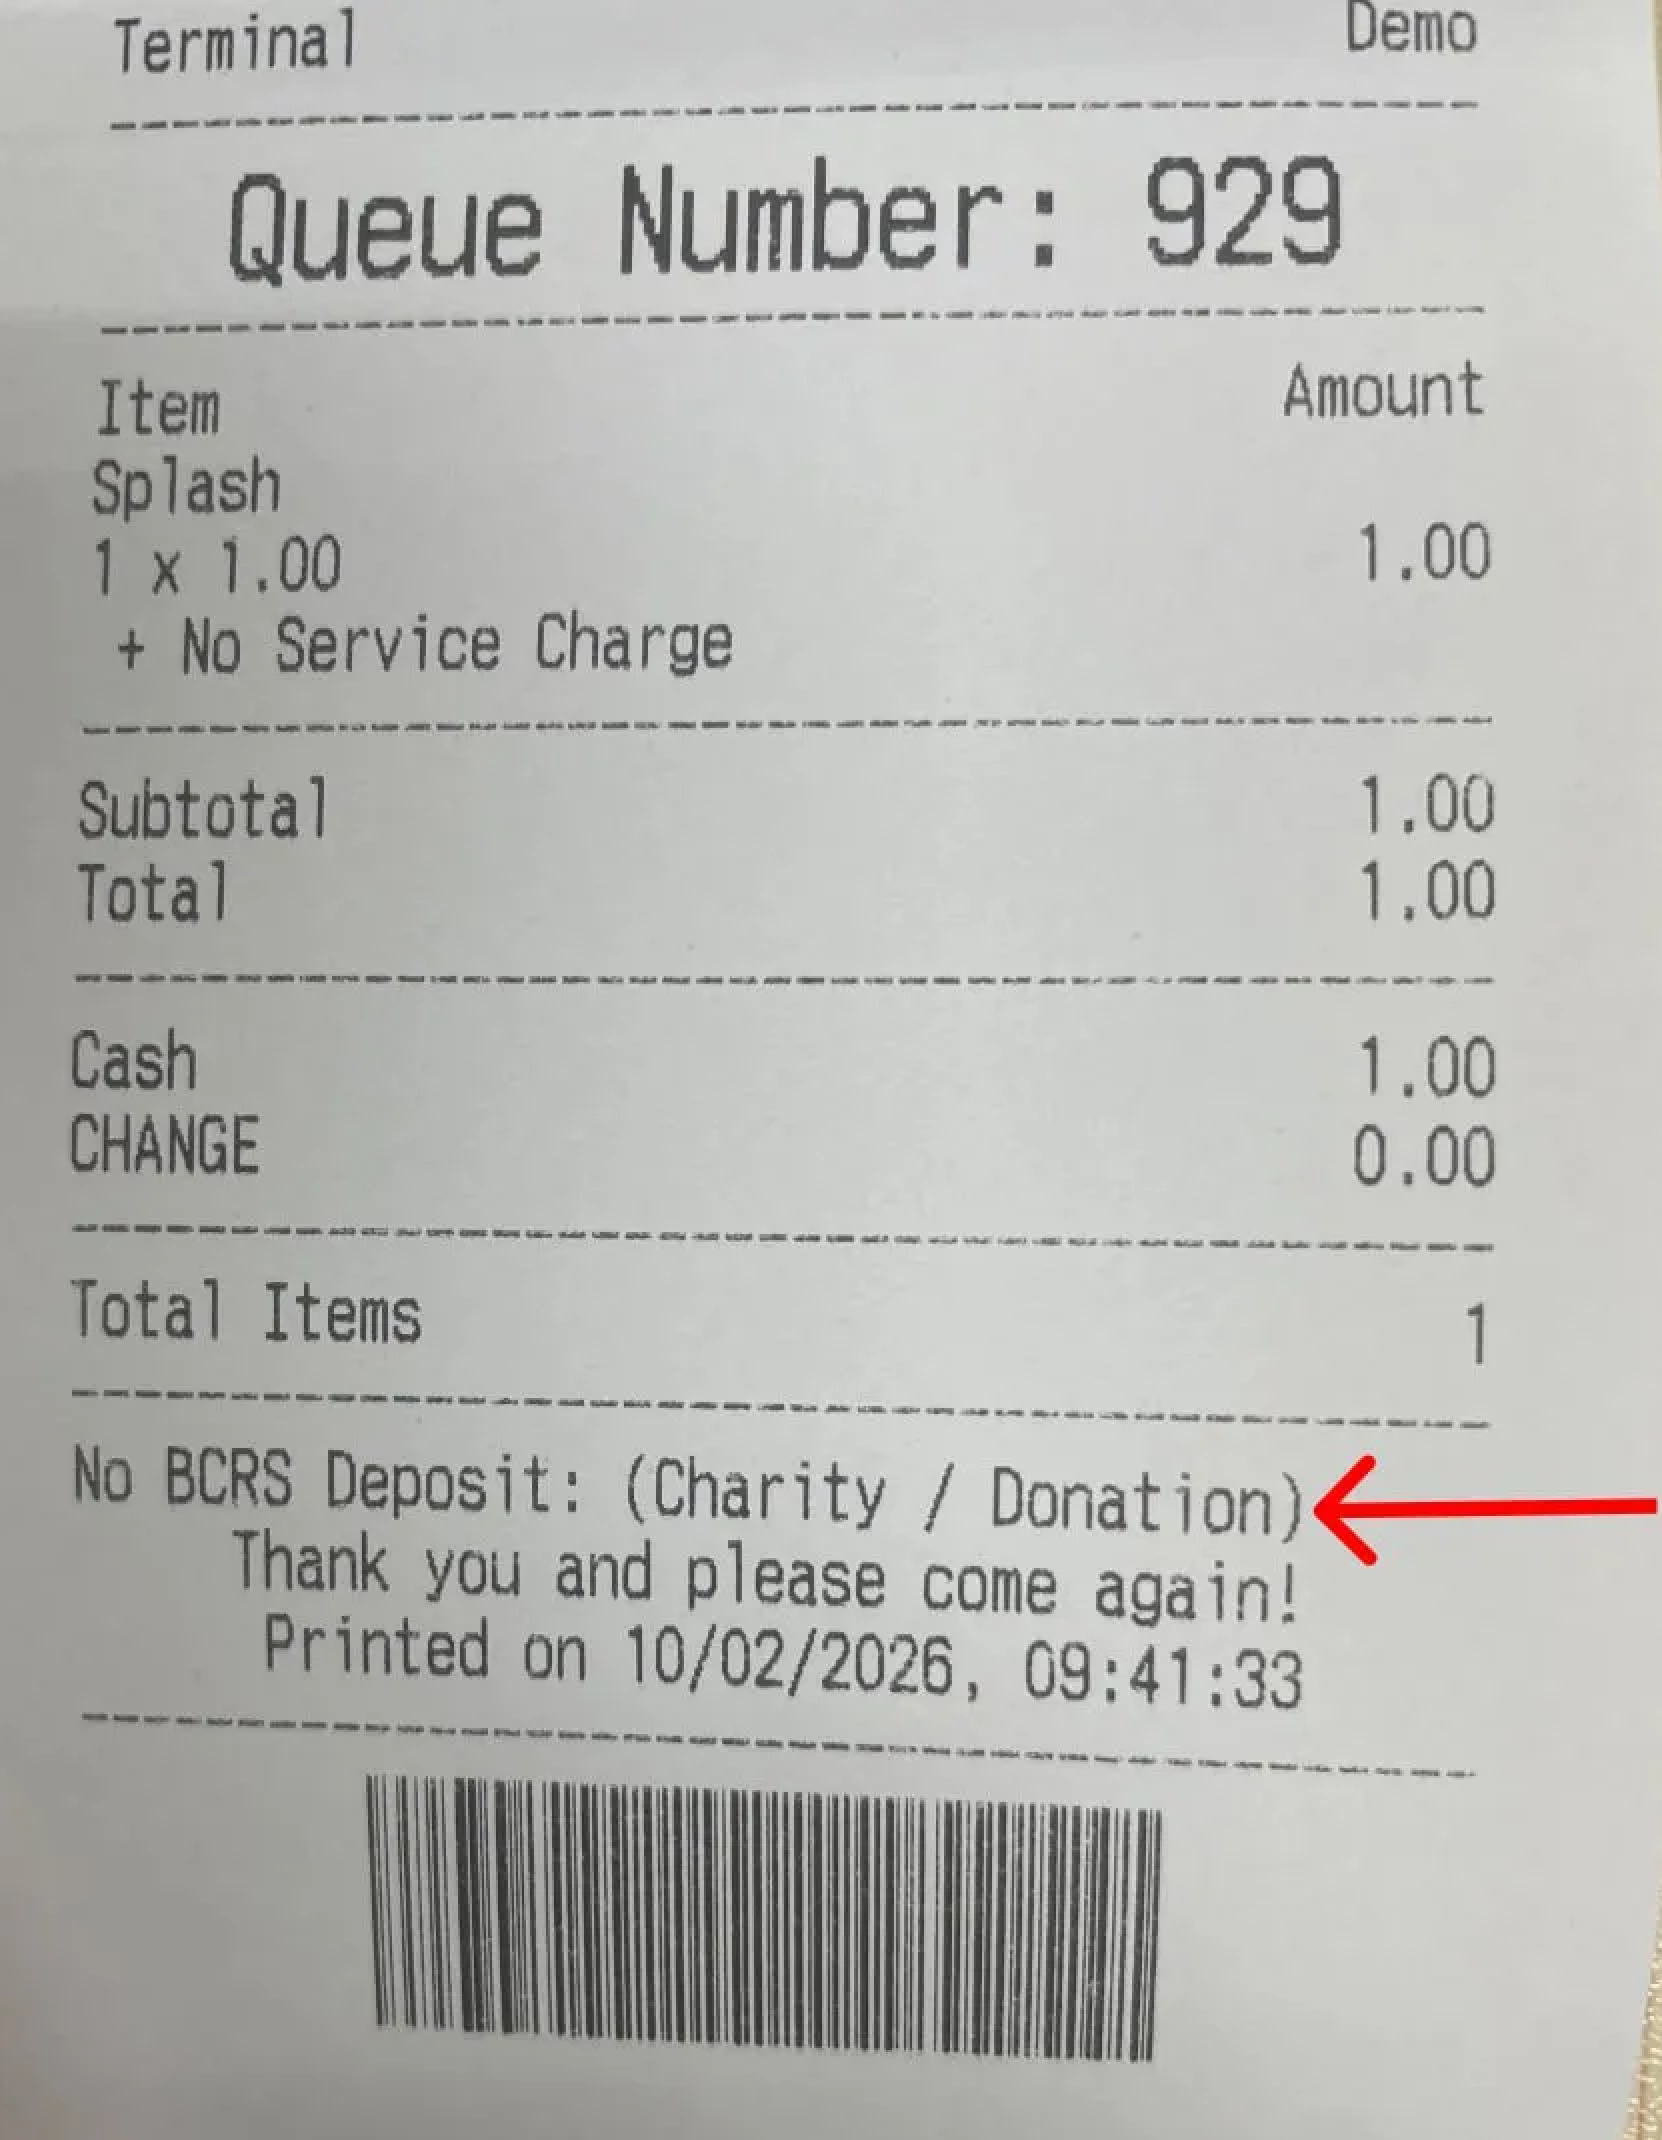 Terminal Demo
Queue Number: 929
Item Amount
Splash
1 x 1.00 1.00
+ No Service Charge
Subtotal 1.00
Total 1.00
Cash 1.00
CHANGE 0.00
Total Items 1
No BCRS Deposit: (Charity / Donation)
Thank you and please come again!
Printed on 10/02/2026, 09:41:33